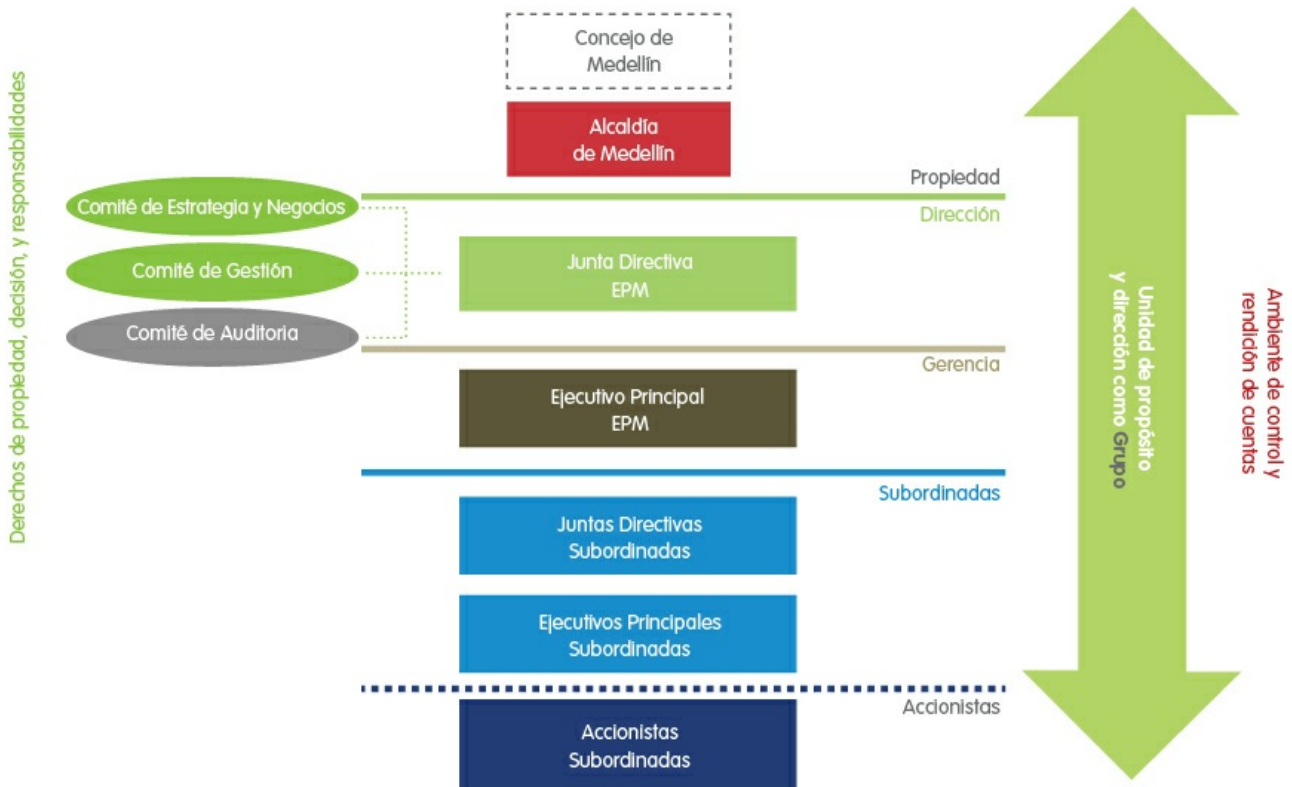 Derechos de propiedad, decisión, y responsabilidades
Concejo de
Medellín
Alcaldía
de Medellín
Propiedad
Dirección
Comité de Estrategia y Negocios
Comité de Gestión
Comité de Auditoria
Junta Directiva
EPM
Gerencia
Ejecutivo Principal
EPM
Subordinadas
Juntas Directivas
Subordinadas
Ejecutivos Principales
Subordinadas
Accionistas
Accionistas
Subordinadas
Unidad de propósito
y dirección como Grupo
Ambiente de control y
rendición de cuentas